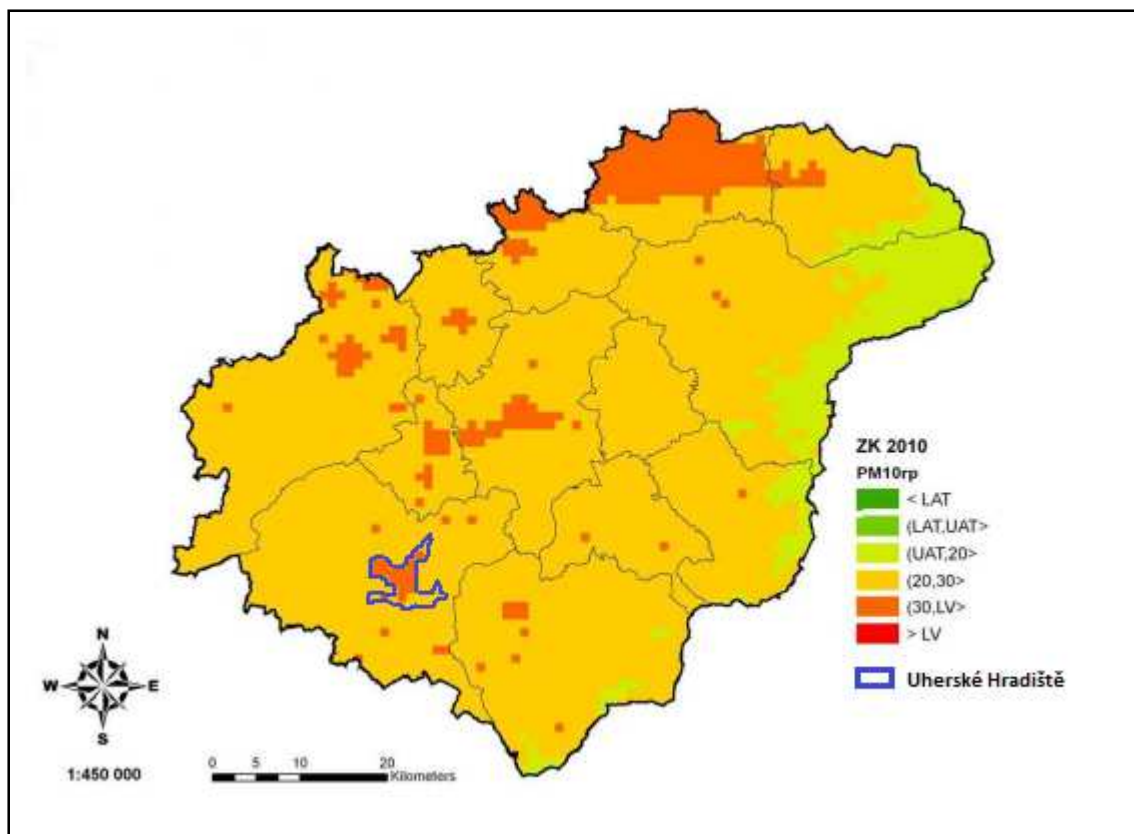 ZK 2010
PM10rp
< LAT
(LAT,UAT>
(UAT,20>
(20,30>
(30,LV>
> LV
Uherské Hradiště
N
W E
S
1:450 000
0 5 10 20
Kilometers